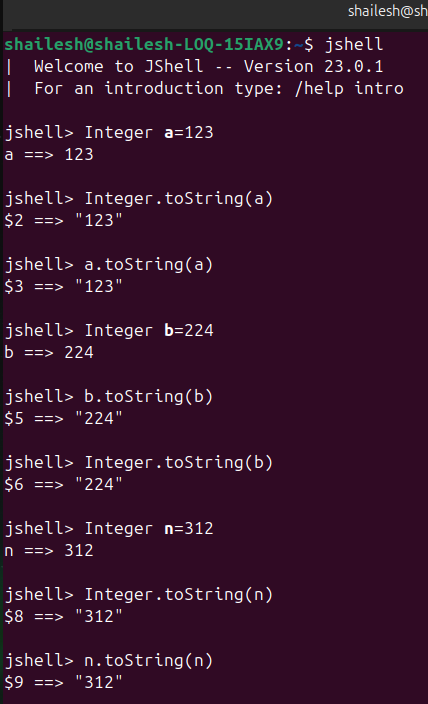 shailesh@sh
shailesh@shailesh-LOQ-15IAX9:~$ jshell
|  Welcome to JShell -- Version 23.0.1
|  For an introduction type: /help intro
jshell> Integer a=123
a ==> 123
jshell> Integer.toString(a)
$2 ==> "123"
jshell> a.toString(a)
$3 ==> "123"
jshell> Integer b=224
b ==> 224
jshell> b.toString(b)
$5 ==> "224"
jshell> Integer.toString(b)
$6 ==> "224"
jshell> Integer n=312
n ==> 312
jshell> Integer.toString(n)
$8 ==> "312"
jshell> n.toString(n)
$9 ==> "312"